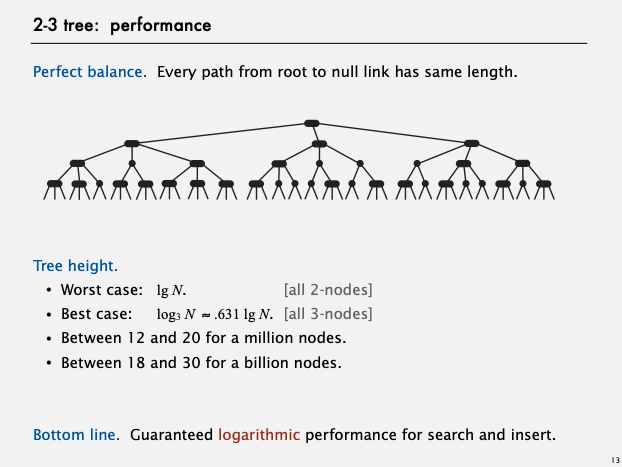 2-3 tree: performance
Perfect balance. Every path from root to null link has same length.
Tree height.
• Worst case: lg N. [all 2-nodes]
• Best case: log₃ N ≈ .631 lg N. [all 3-nodes]
• Between 12 and 20 for a million nodes.
• Between 18 and 30 for a billion nodes.
Bottom line. Guaranteed logarithmic performance for search and insert.
13